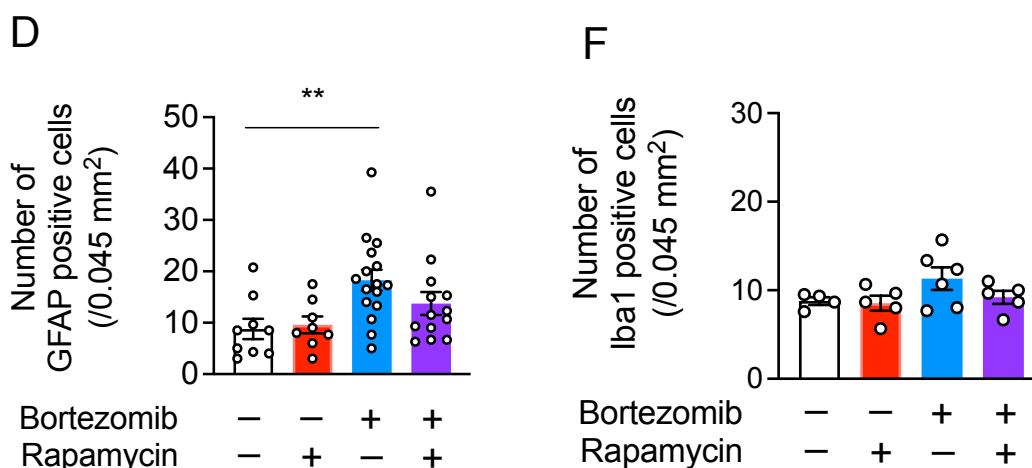 D
**
Number of
GFAP positive cells
(/0.045 mm²)
50
40
30
20
10
0
Bortezomib − − + +
Rapamycin − + − +
F
Number of
Iba1 positive cells
(/0.045 mm²)
30
20
10
0
Bortezomib − − + +
Rapamycin − + − +